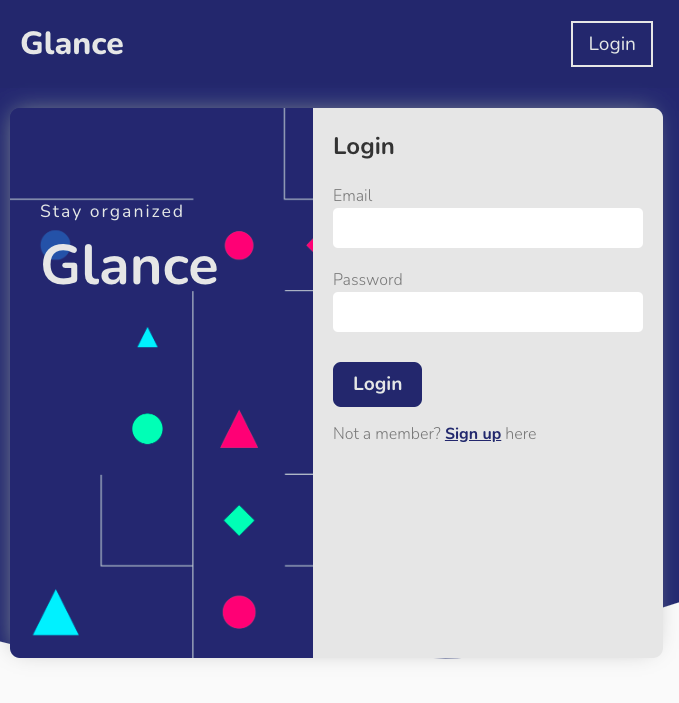 Glance
Login
Stay organized
Glance
Login
Email
Password
Login
Not a member? Sign up here